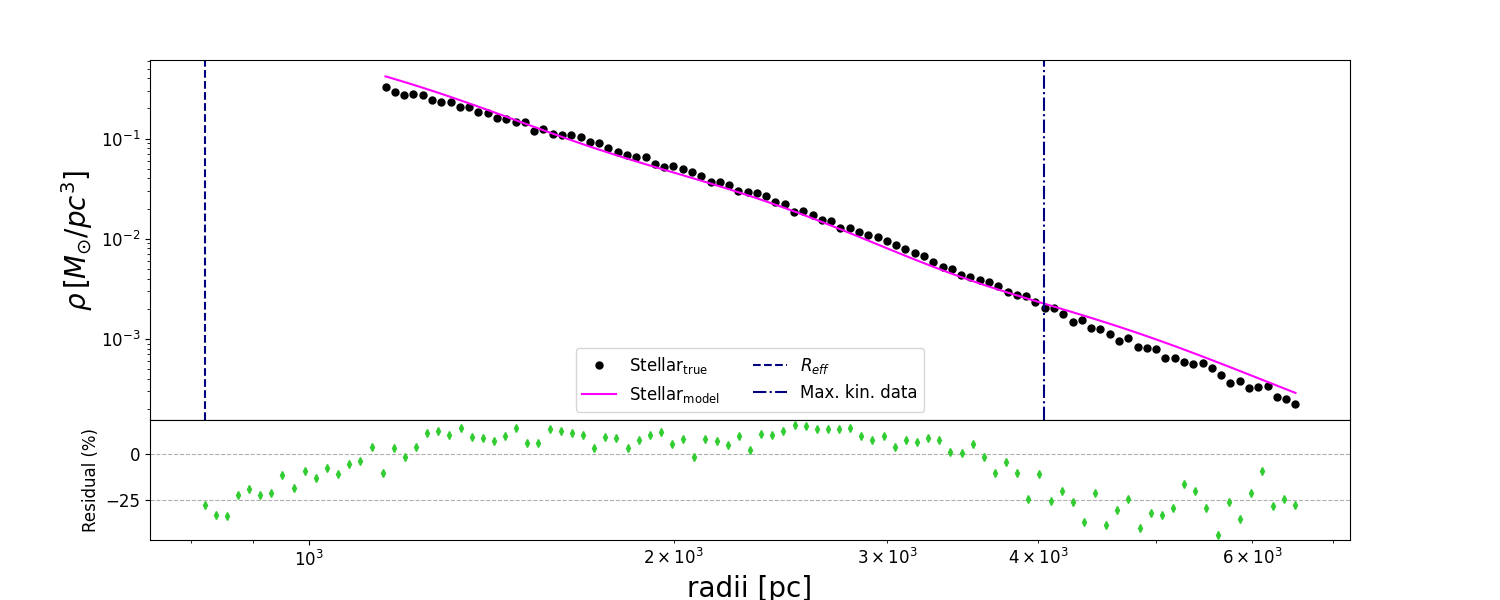 ρ [M⊙/pc³]
10⁻¹
10⁻²
10⁻³
Stellar_true
Stellar_model
R_eff
Max. kin. data
Residual (%)
0
−25
10³
2 × 10³
3 × 10³
4 × 10³
6 × 10³
radii [pc]